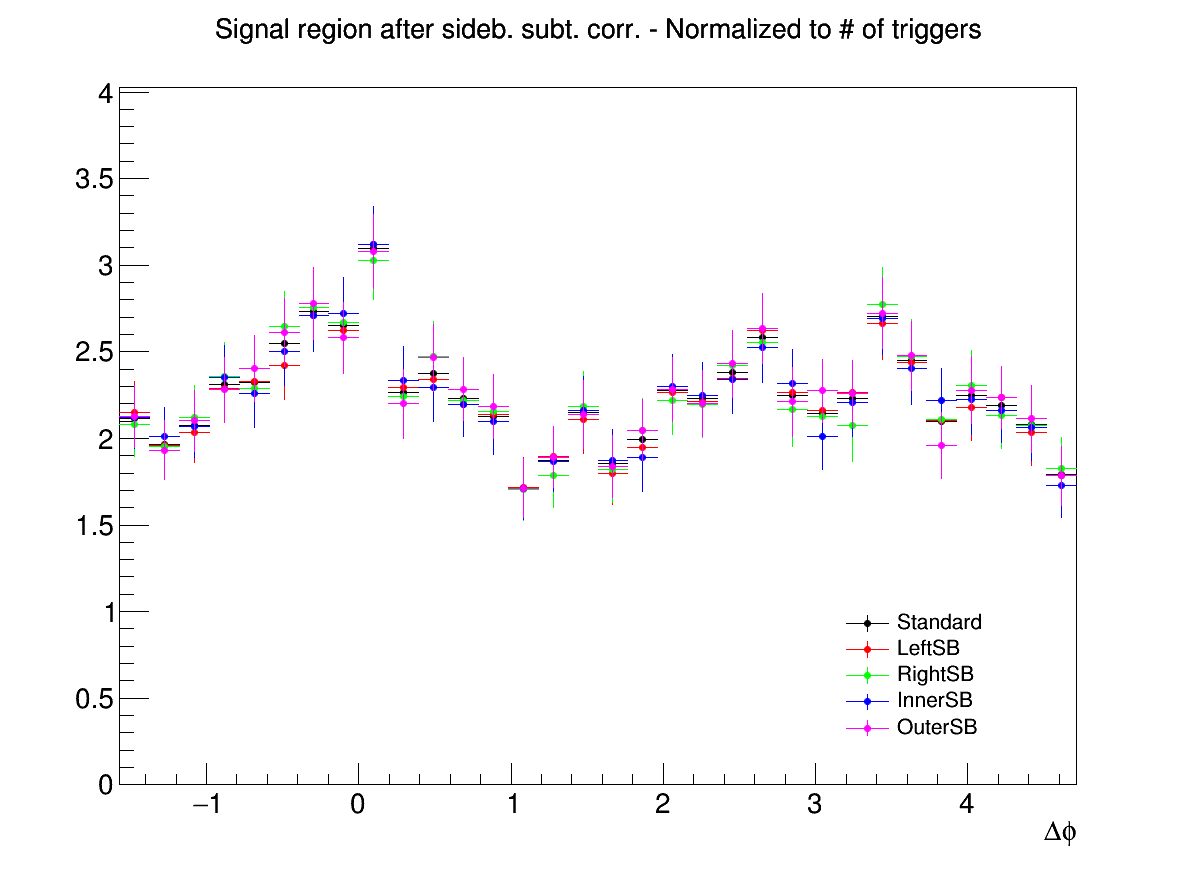 Signal region after sideb. subt. corr. - Normalized to # of triggers
4
3.5
3
2.5
2
1.5
1
0.5
0
−1 0 1 2 3 4
Δϕ
Standard
LeftSB
RightSB
InnerSB
OuterSB